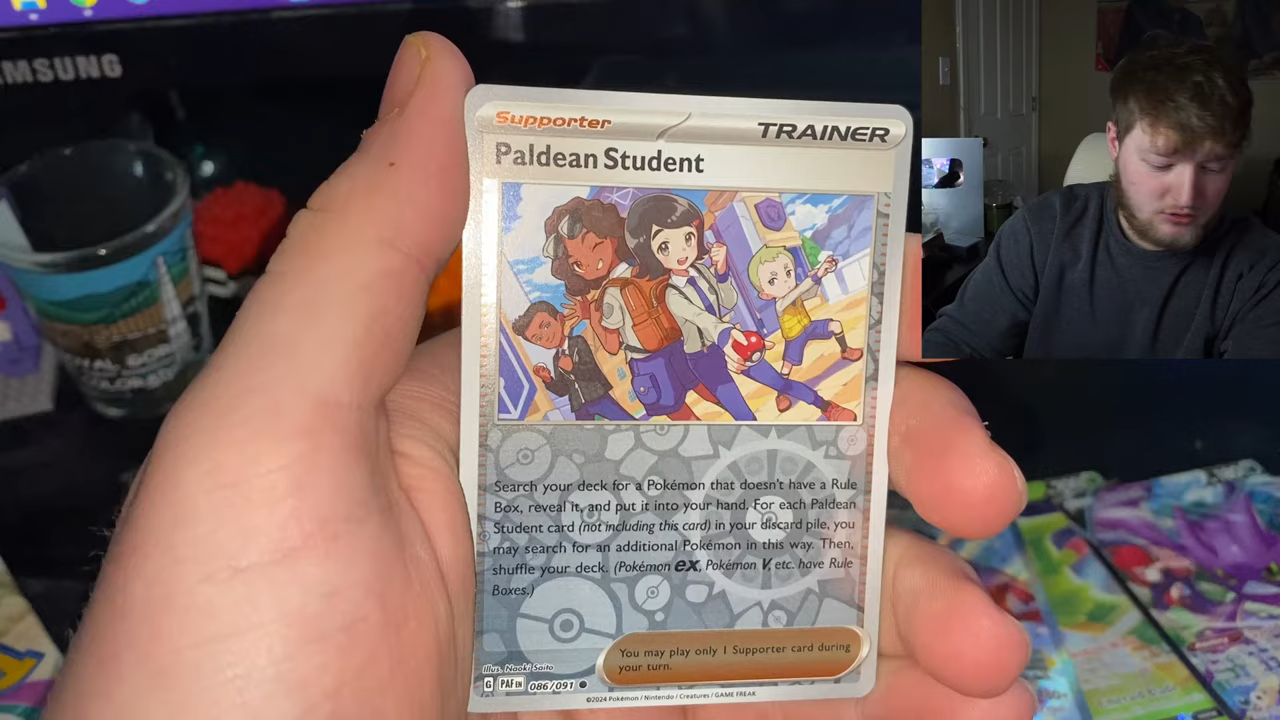 MSUNG
Supporter
TRAINER
Paldean Student
Search your deck for a Pokémon that doesn't have a Rule
Box, reveal it, and put it into your hand. For each Paldean
Student card (not including this card) in your discard pile, you
may search for an additional Pokémon in this way. Then,
shuffle your deck. (Pokémon ex, Pokémon V, etc. have Rule
Boxes.)
You may play only 1 Supporter card during
your turn.
Illus. Naoki Saito
G PAF EN 086/091
©2024 Pokémon / Nintendo / Creatures / GAME FREAK